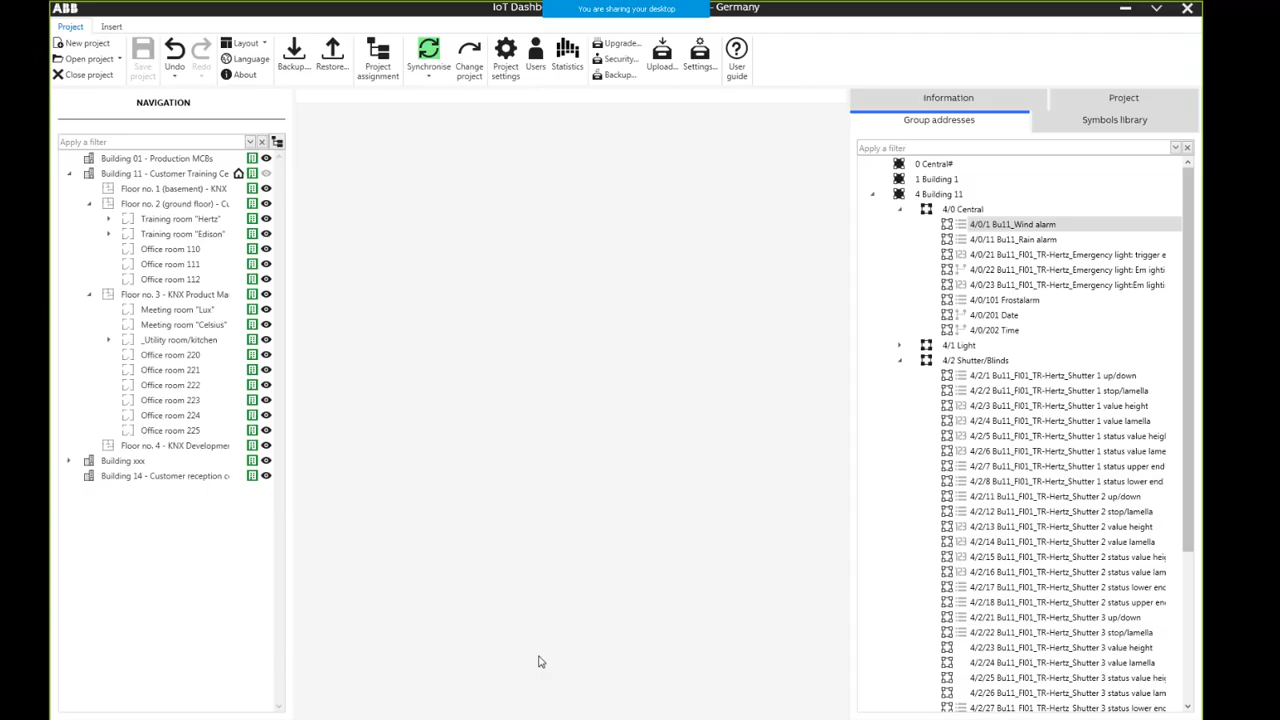 ABB
IoT Dashbo
You are sharing your desktop
- Germany
Project
Insert
New project
Open project
Close project
Save project
Undo
Redo
Layout
Language
About
Backup...
Restore...
Project assignment
Synchronise
Change project
Project settings
Users
Statistics
Upgrade...
Security...
Backup...
Upload...
Settings...
User guide
NAVIGATION
Apply a filter
Building 01 - Production MCBs
Building 11 - Customer Training Ce
Floor no. 1 (basement) - KNX
Floor no. 2 (ground floor) - Cu
Training room "Hertz"
Training room "Edison"
Office room 110
Office room 111
Office room 112
Floor no. 3 - KNX Product Ma
Meeting room "Lux"
Meeting room "Celsius"
_Utility room/kitchen
Office room 220
Office room 221
Office room 222
Office room 223
Office room 224
Office room 225
Floor no. 4 - KNX Developme
Building xxx
Building 14 - Customer reception c
Information
Project
Group addresses
Symbols library
Apply a filter
0 Central#
1 Building 1
4 Building 11
4/0 Central
4/0/1 Bu11_Wind alarm
4/0/11 Bu11_Rain alarm
4/0/21 Bu11_Fl01_TR-Hertz_Emergency light: trigger e
4/0/22 Bu11_Fl01_TR-Hertz_Emergency light: Em ighti
4/0/23 Bu11_Fl01_TR-Hertz_Emergency light:Em lighti
4/0/101 Frostalarm
4/0/201 Date
4/0/202 Time
4/1 Light
4/2 Shutter/Blinds
4/2/1 Bu11_Fl01_TR-Hertz_Shutter 1 up/down
4/2/2 Bu11_Fl01_TR-Hertz_Shutter 1 stop/lamella
4/2/3 Bu11_Fl01_TR-Hertz_Shutter 1 value height
4/2/4 Bu11_Fl01_TR-Hertz_Shutter 1 value lamella
4/2/5 Bu11_Fl01_TR-Hertz_Shutter 1 status value heigl
4/2/6 Bu11_Fl01_TR-Hertz_Shutter 1 status value lame
4/2/7 Bu11_Fl01_TR-Hertz_Shutter 1 status upper end
4/2/8 Bu11_Fl01_TR-Hertz_Shutter 1 status lower end
4/2/11 Bu11_Fl01_TR-Hertz_Shutter 2 up/down
4/2/12 Bu11_Fl01_TR-Hertz_Shutter 2 stop/lamella
4/2/13 Bu11_Fl01_TR-Hertz_Shutter 2 value height
4/2/14 Bu11_Fl01_TR-Hertz_Shutter 2 value lamella
4/2/15 Bu11_Fl01_TR-Hertz_Shutter 2 status value hei
4/2/16 Bu11_Fl01_TR-Hertz_Shutter 2 status value lam
4/2/17 Bu11_Fl01_TR-Hertz_Shutter 2 status lower end
4/2/18 Bu11_Fl01_TR-Hertz_Shutter 2 status upper end
4/2/21 Bu11_Fl01_TR-Hertz_Shutter 3 up/down
4/2/22 Bu11_Fl01_TR-Hertz_Shutter 3 stop/lamella
4/2/23 Bu11_Fl01_TR-Hertz_Shutter 3 value height
4/2/24 Bu11_Fl01_TR-Hertz_Shutter 3 value lamella
4/2/25 Bu11_Fl01_TR-Hertz_Shutter 3 status value hei
4/2/26 Bu11_Fl01_TR-Hertz_Shutter 3 status value lam
4/2/27 Bu11_Fl01_TR-Hertz_Shutter 3 status lower end